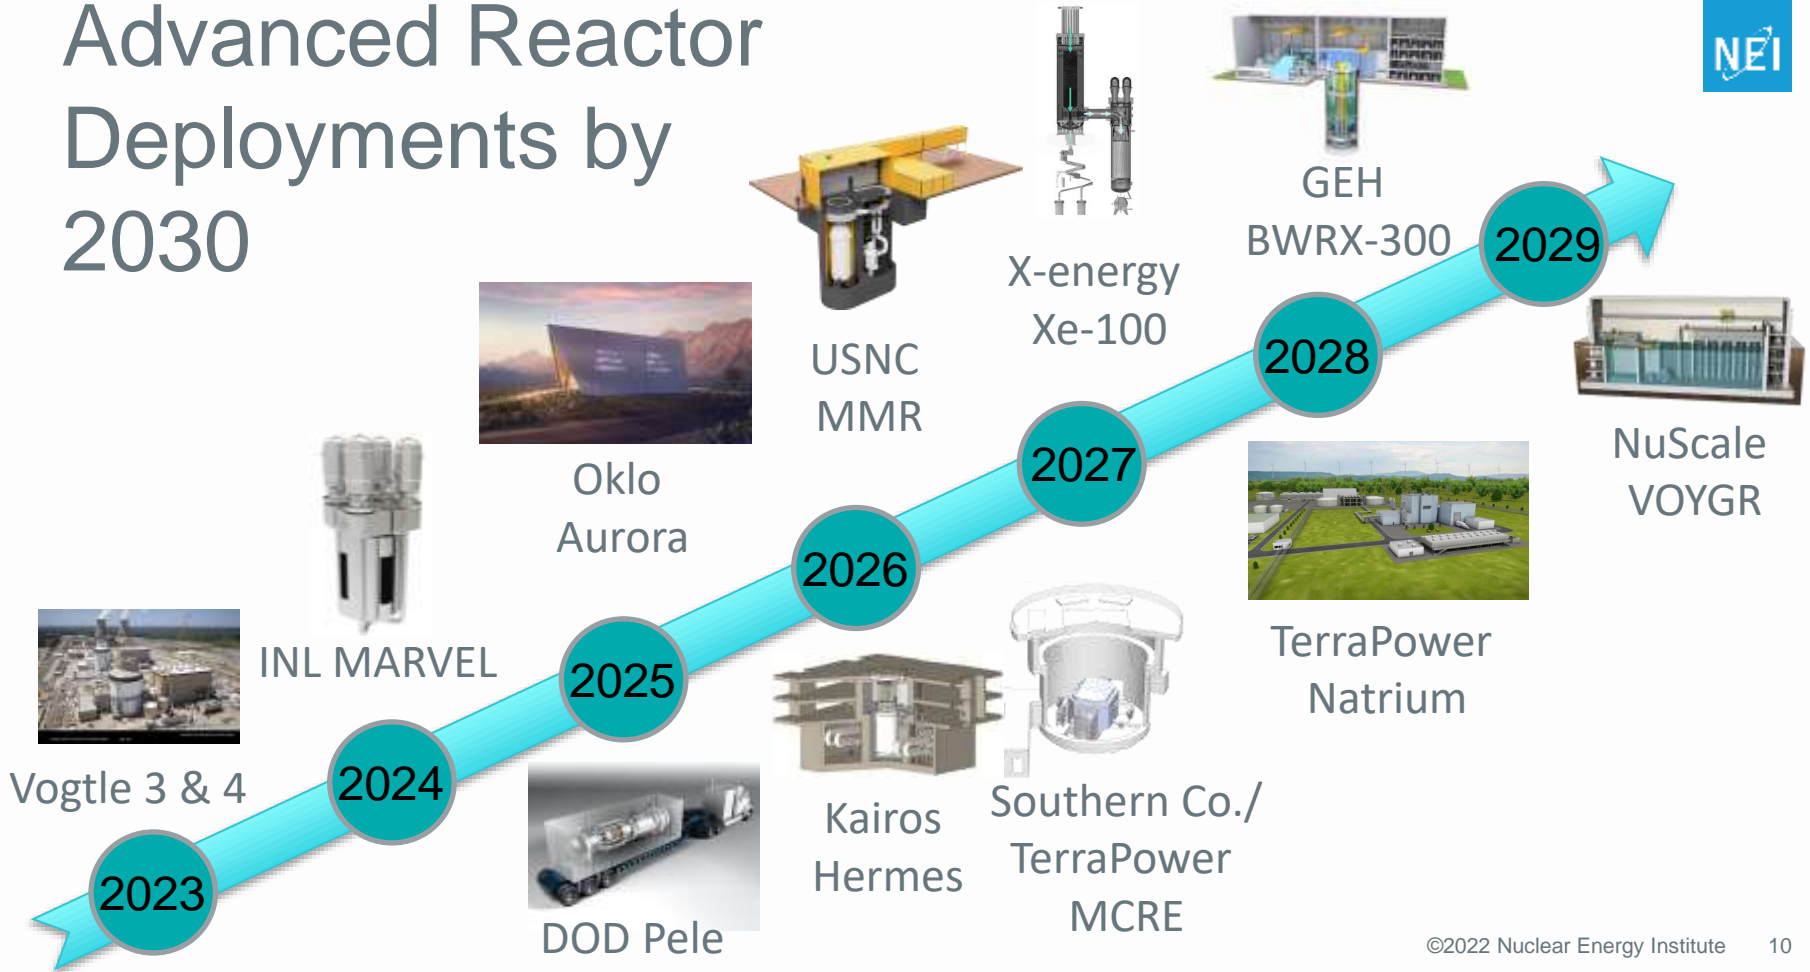 Advanced Reactor
Deployments by
2030
NEI
Vogtle 3 & 4
2023
INL MARVEL
2024
Oklo
Aurora
2025
DOD Pele
USNC
MMR
2026
Kairos
Hermes
X-energy
Xe-100
2027
Southern Co./
TerraPower
MCRE
GEH
BWRX-300
2028
TerraPower
Natrium
2029
NuScale
VOYGR
©2022 Nuclear Energy Institute
10